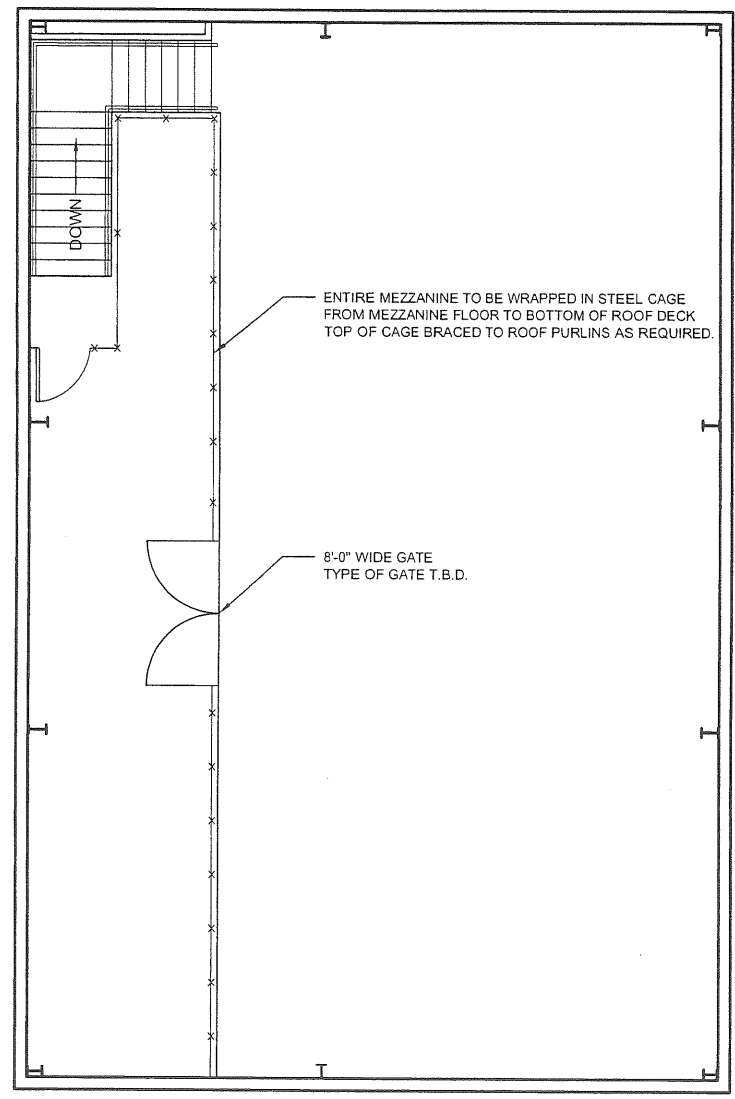 DOWN
ENTIRE MEZZANINE TO BE WRAPPED IN STEEL CAGE
FROM MEZZANINE FLOOR TO BOTTOM OF ROOF DECK
TOP OF CAGE BRACED TO ROOF PURLINS AS REQUIRED.
8'-0" WIDE GATE
TYPE OF GATE T.B.D.